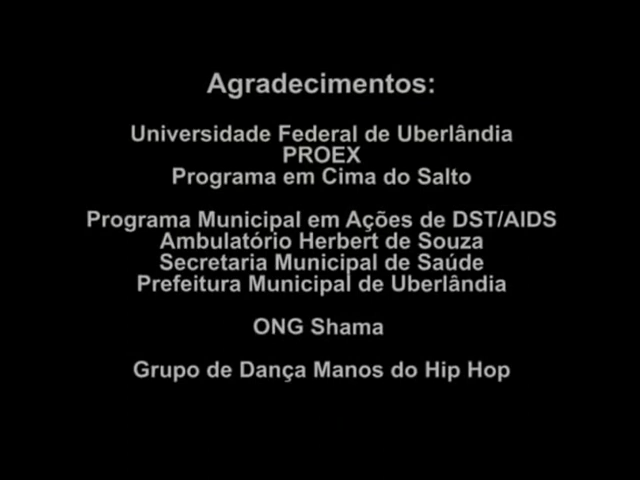 Agradecimentos:
Universidade Federal de Uberlândia
PROEX
Programa em Cima do Salto
Programa Municipal em Ações de DST/AIDS
Ambulatório Herbert de Souza
Secretaria Municipal de Saúde
Prefeitura Municipal de Uberlândia
ONG Shama
Grupo de Dança Manos do Hip Hop